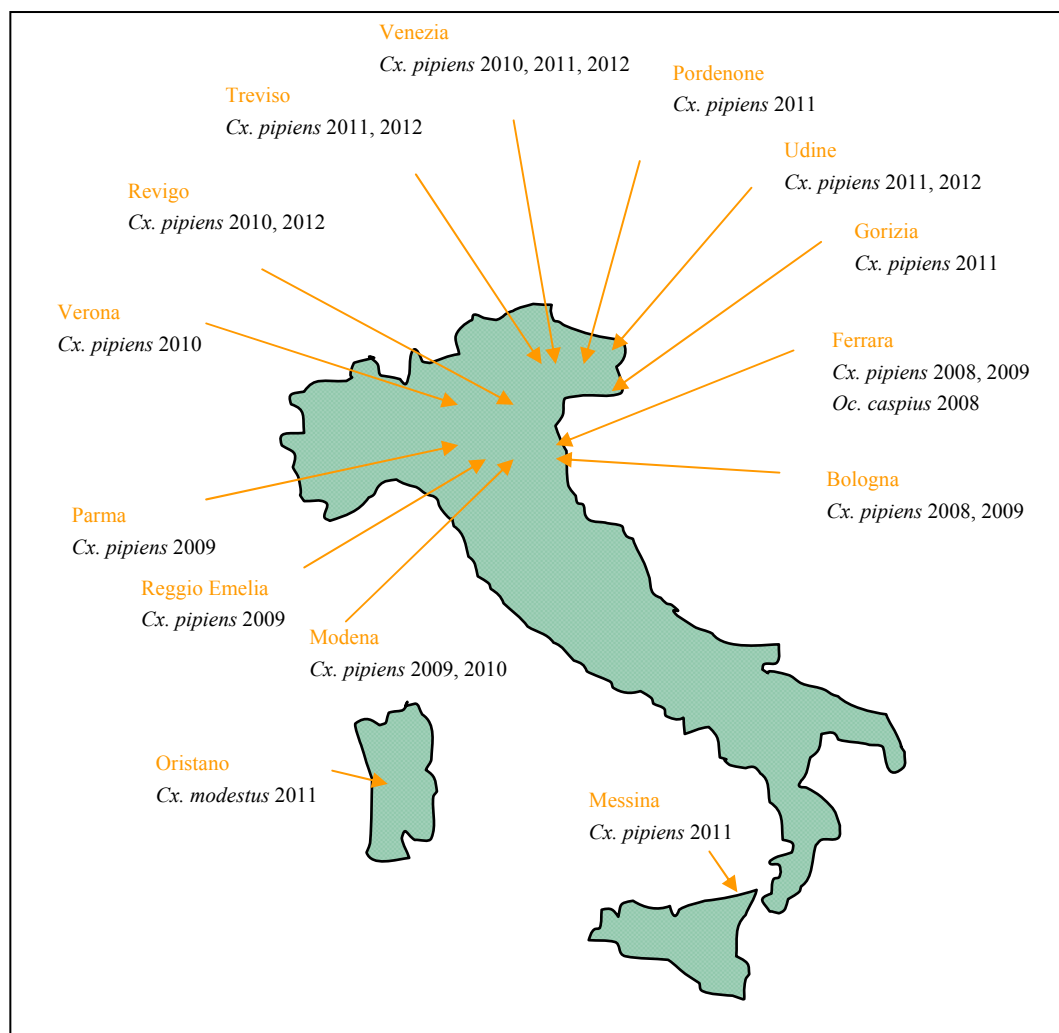 Venezia
Cx. pipiens 2010, 2011, 2012
Pordenone
Cx. pipiens 2011
Treviso
Cx. pipiens 2011, 2012
Udine
Cx. pipiens 2011, 2012
Revigo
Cx. pipiens 2010, 2012
Gorizia
Cx. pipiens 2011
Verona
Cx. pipiens 2010
Ferrara
Cx. pipiens 2008, 2009
Oc. caspius 2008
Bologna
Cx. pipiens 2008, 2009
Parma
Cx. pipiens 2009
Reggio Emelia
Cx. pipiens 2009
Modena
Cx. pipiens 2009, 2010
Oristano
Cx. modestus 2011
Messina
Cx. pipiens 2011